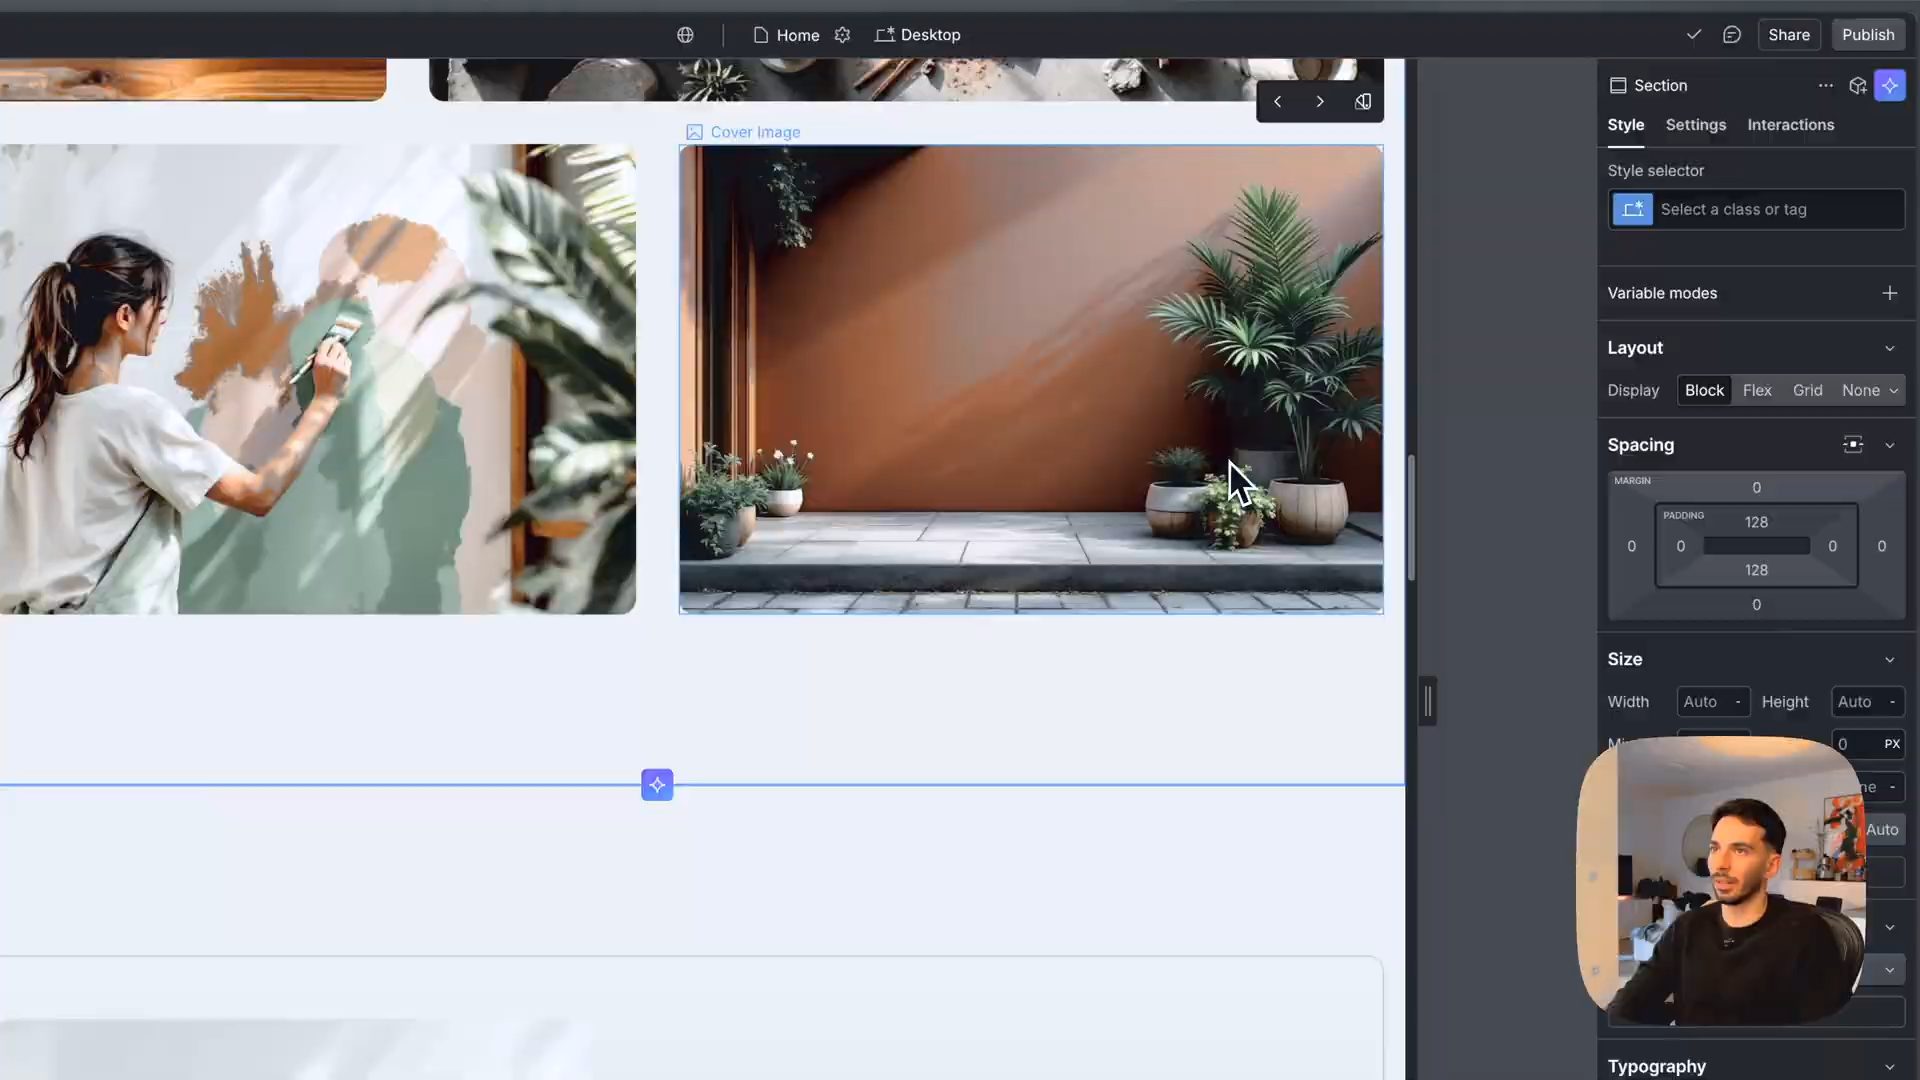 Home
Desktop
Share
Publish
Section
Style Settings Interactions
Style selector
Select a class or tag
Variable modes
Layout
Display Block Flex Grid None
Spacing
MARGIN
0
PADDING
128
0 0 0 0
128
0
Size
Width Auto - Height Auto -
0 PX
Auto
Typography
Cover Image